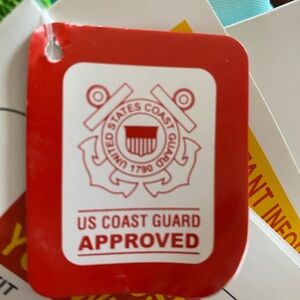 UNITED STATES COAST GUARD
1790
US COAST GUARD
APPROVED